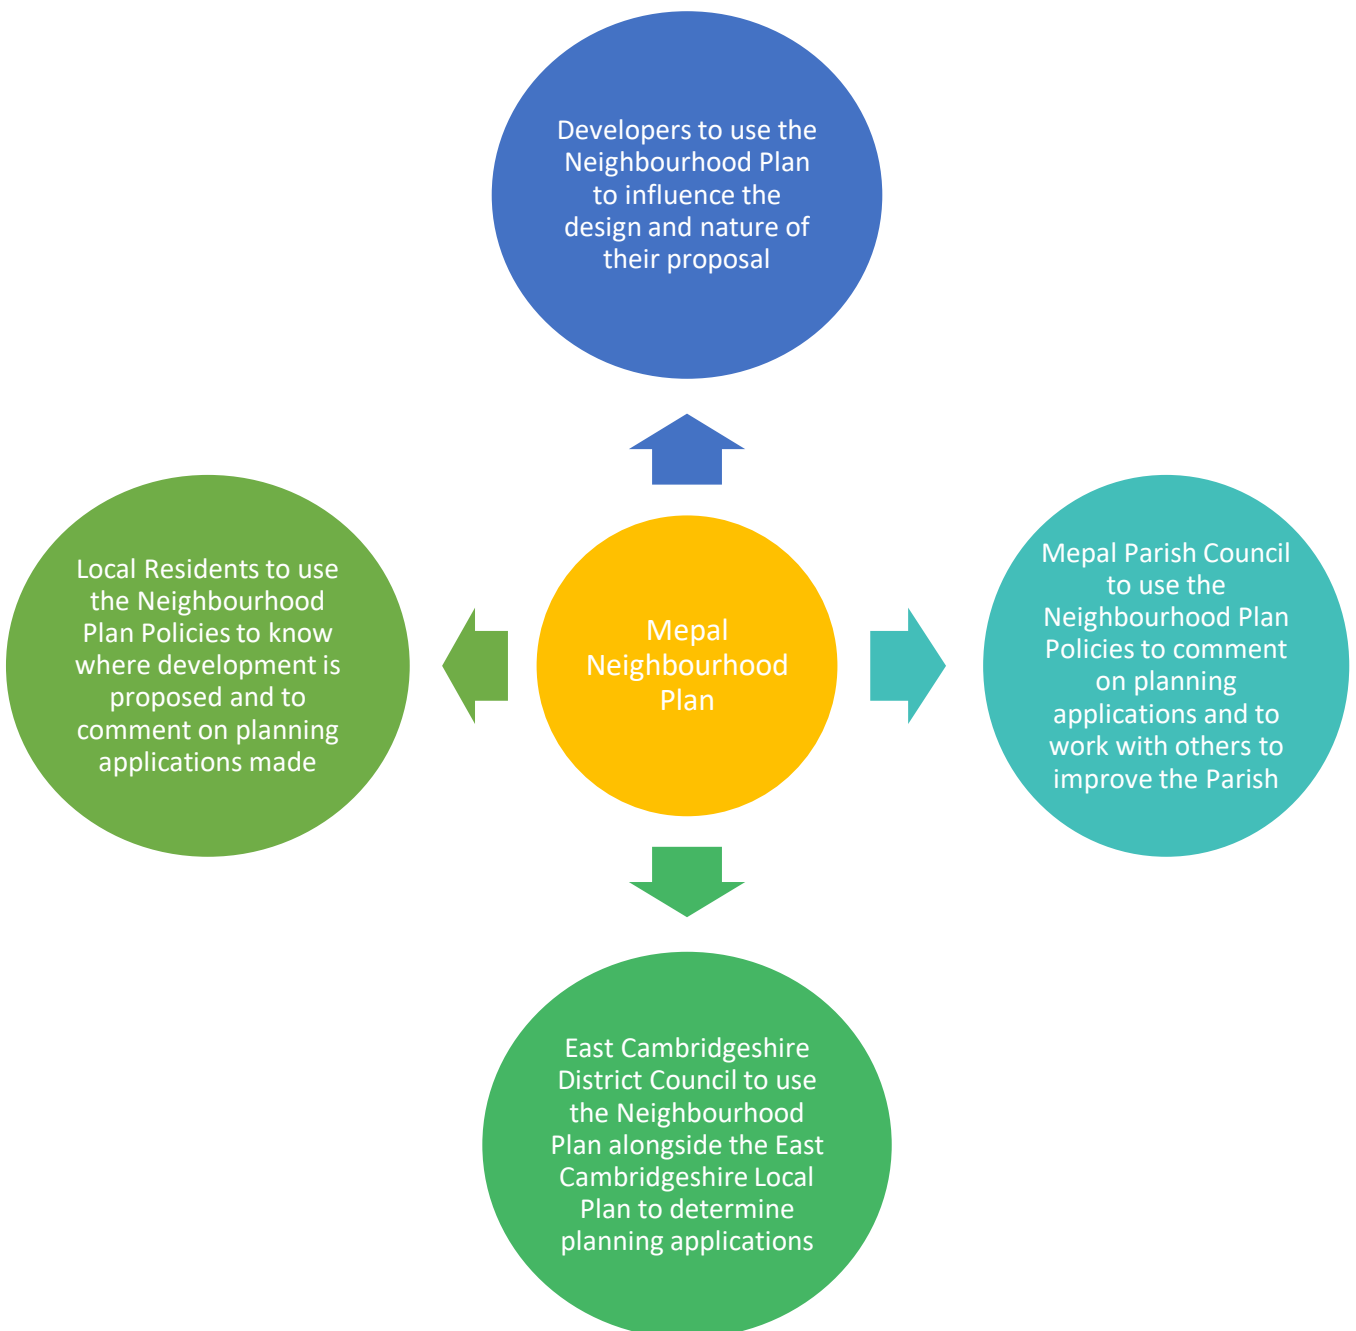 Developers to use the
Neighbourhood Plan
to influence the
design and nature of
their proposal
Local Residents to use
the Neighbourhood
Plan Policies to know
where development is
proposed and to
comment on planning
applications made
Mepal
Neighbourhood
Plan
Mepal Parish Council
to use the
Neighbourhood Plan
Policies to comment
on planning
applications and to
work with others to
improve the Parish
East Cambridgeshire
District Council to use
the Neighbourhood
Plan alongside the East
Cambridgeshire Local
Plan to determine
planning applications